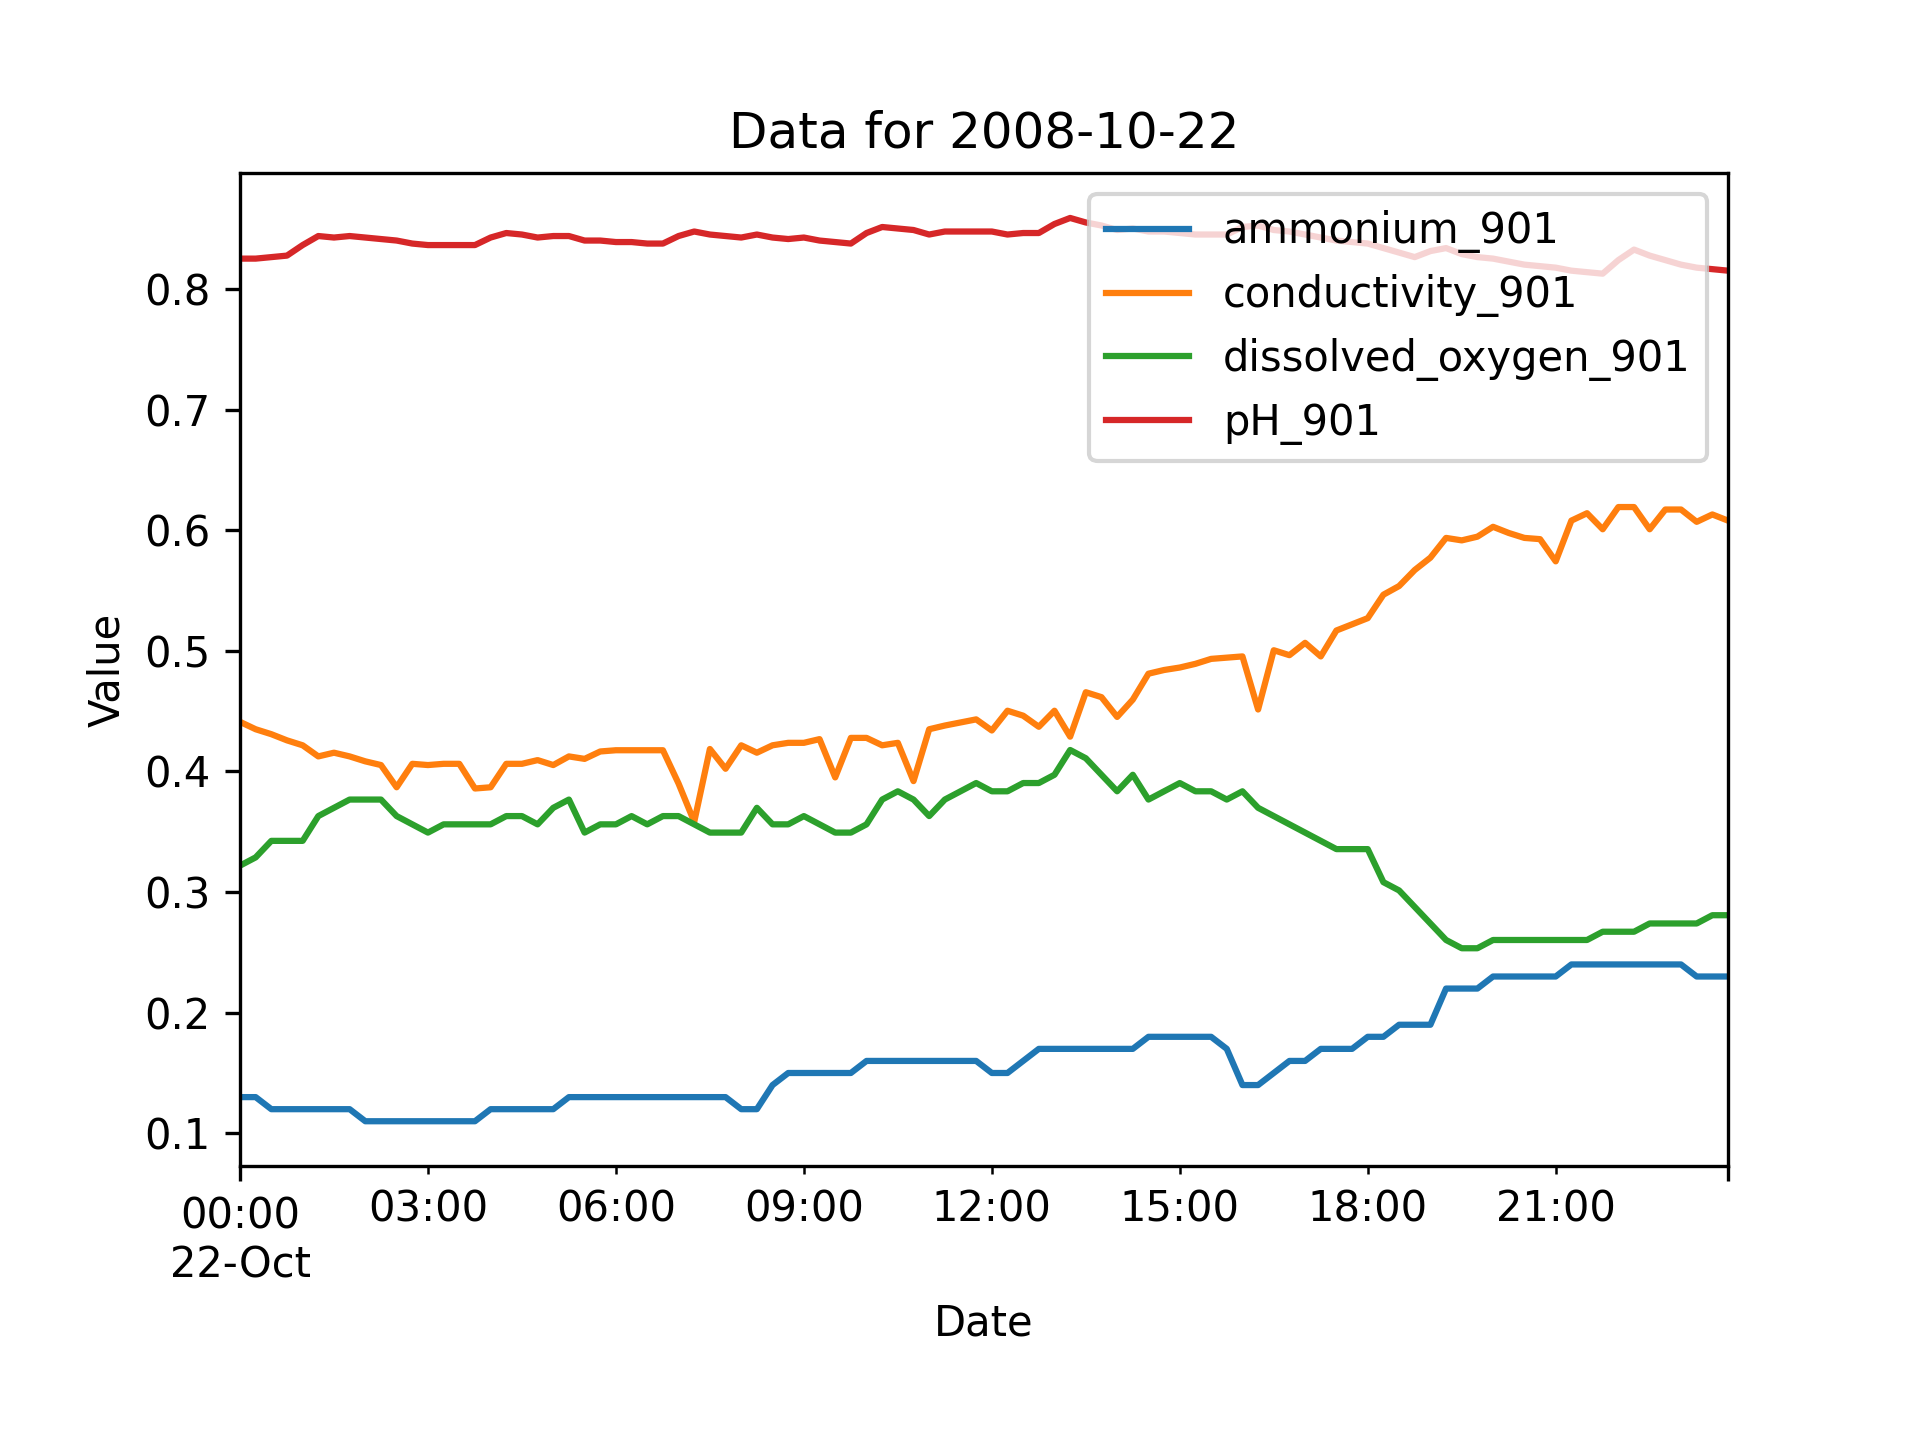 Data for 2008-10-22
ammonium_901
conductivity_901
dissolved_oxygen_901
pH_901
Value
0.8
0.7
0.6
0.5
0.4
0.3
0.2
0.1
00:00 03:00 06:00 09:00 12:00 15:00 18:00 21:00
22-Oct
Date